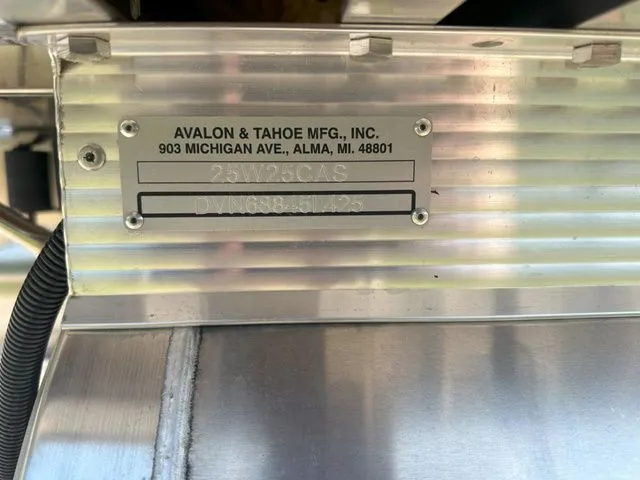 AVALON & TAHOE MFG., INC.
903 MICHIGAN AVE., ALMA, MI. 48801
25W25CAS
DVN68845L425